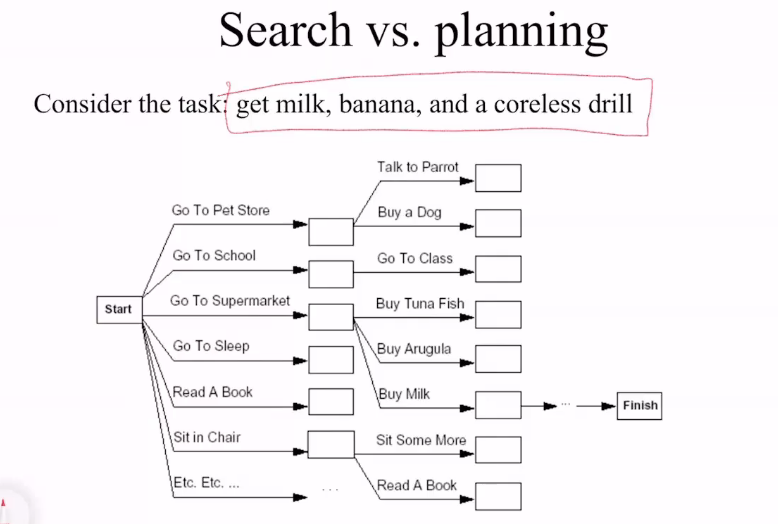 Search vs. planning
Consider the task: get milk, banana, and a coreless drill
Talk to Parrot
Go To Pet Store
Buy a Dog
Go To School
Go To Class
Go To Supermarket
Buy Tuna Fish
Start
Go To Sleep
Buy Arugula
Read A Book
Buy Milk
...
Finish
Sit in Chair
Sit Some More
Etc. Etc. ...
...
Read A Book